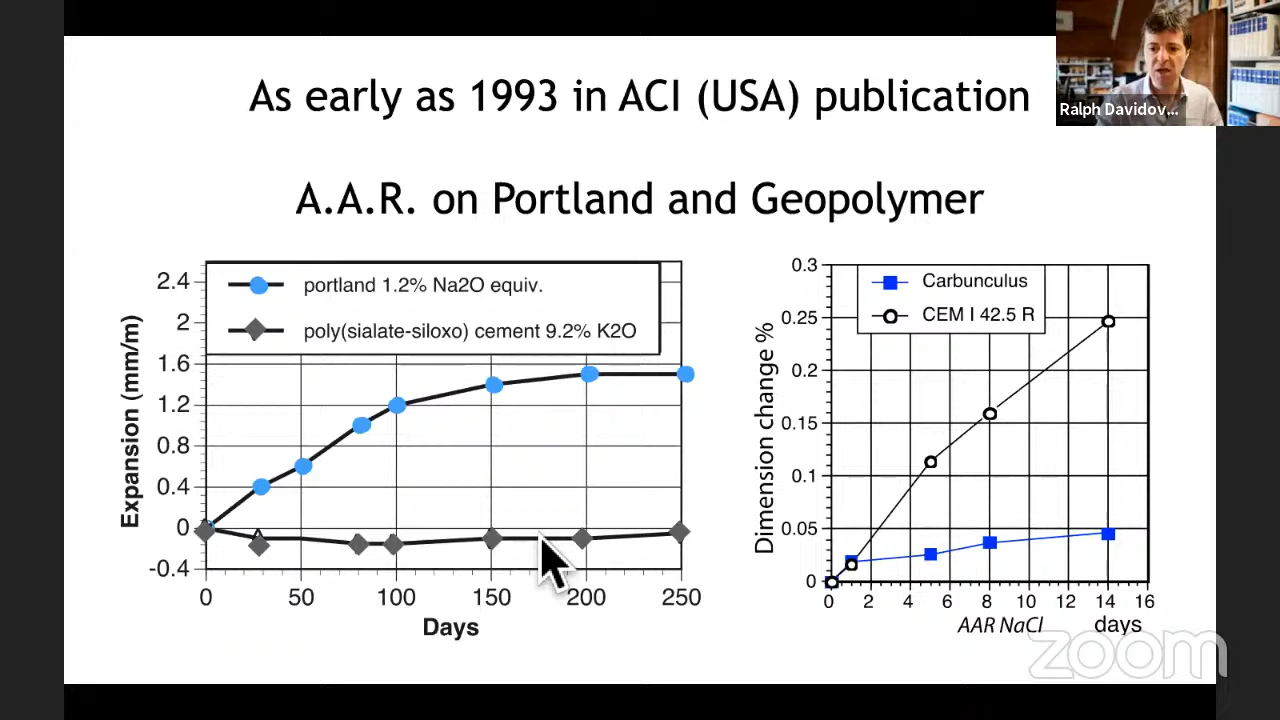 As early as 1993 in ACI (USA) publication
Ralph Davidov...
A.A.R. on Portland and Geopolymer
portland 1.2% Na2O equiv.
poly(sialate-siloxo) cement 9.2% K2O
Expansion (mm/m)
2.4
2
1.6
1.2
0.8
0.4
0
-0.4
0 50 100 150 200 250
Days
Carbunculus
CEM I 42.5 R
Dimension change %
0.3
0.25
0.2
0.15
0.1
0.05
0
0 2 4 6 8 10 12 14 16
AAR NaCl days
zoom